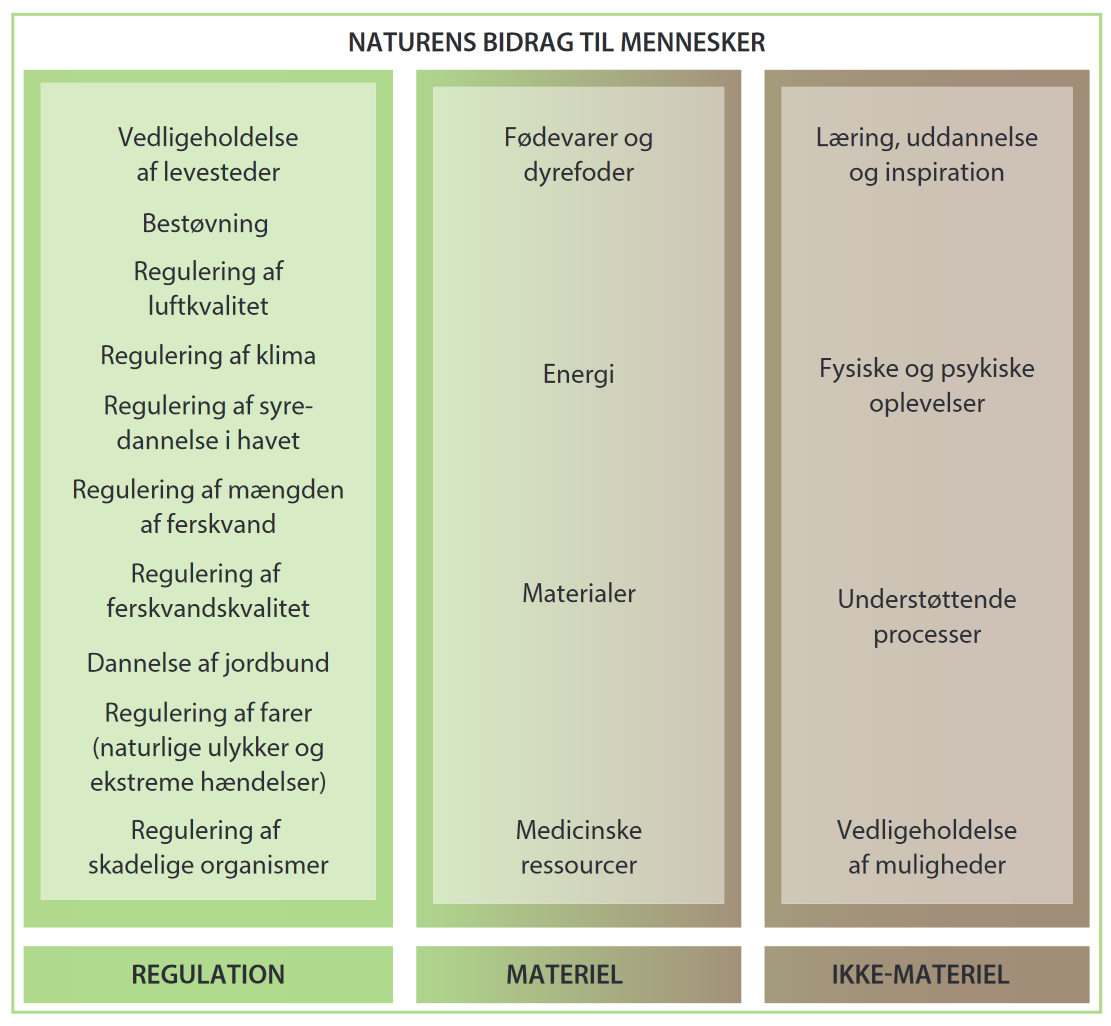 NATURENS BIDRAG TIL MENNESKER
Vedligeholdelse
af levesteder
Bestøvning
Regulering af
luftkvalitet
Regulering af klima
Regulering af syre-
dannelse i havet
Regulering af mængden
af ferskvand
Regulering af
ferskvandskvalitet
Dannelse af jordbund
Regulering af farer
(naturlige ulykker og
ekstreme hændelser)
Regulering af
skadelige organismer
REGULATION
Fødevarer og
dyrefoder
Energi
Materialer
Medicinske
ressourcer
MATERIEL
Læring, uddannelse
og inspiration
Fysiske og psykiske
oplevelser
Understøttende
processer
Vedligeholdelse
af muligheder
IKKE-MATERIEL